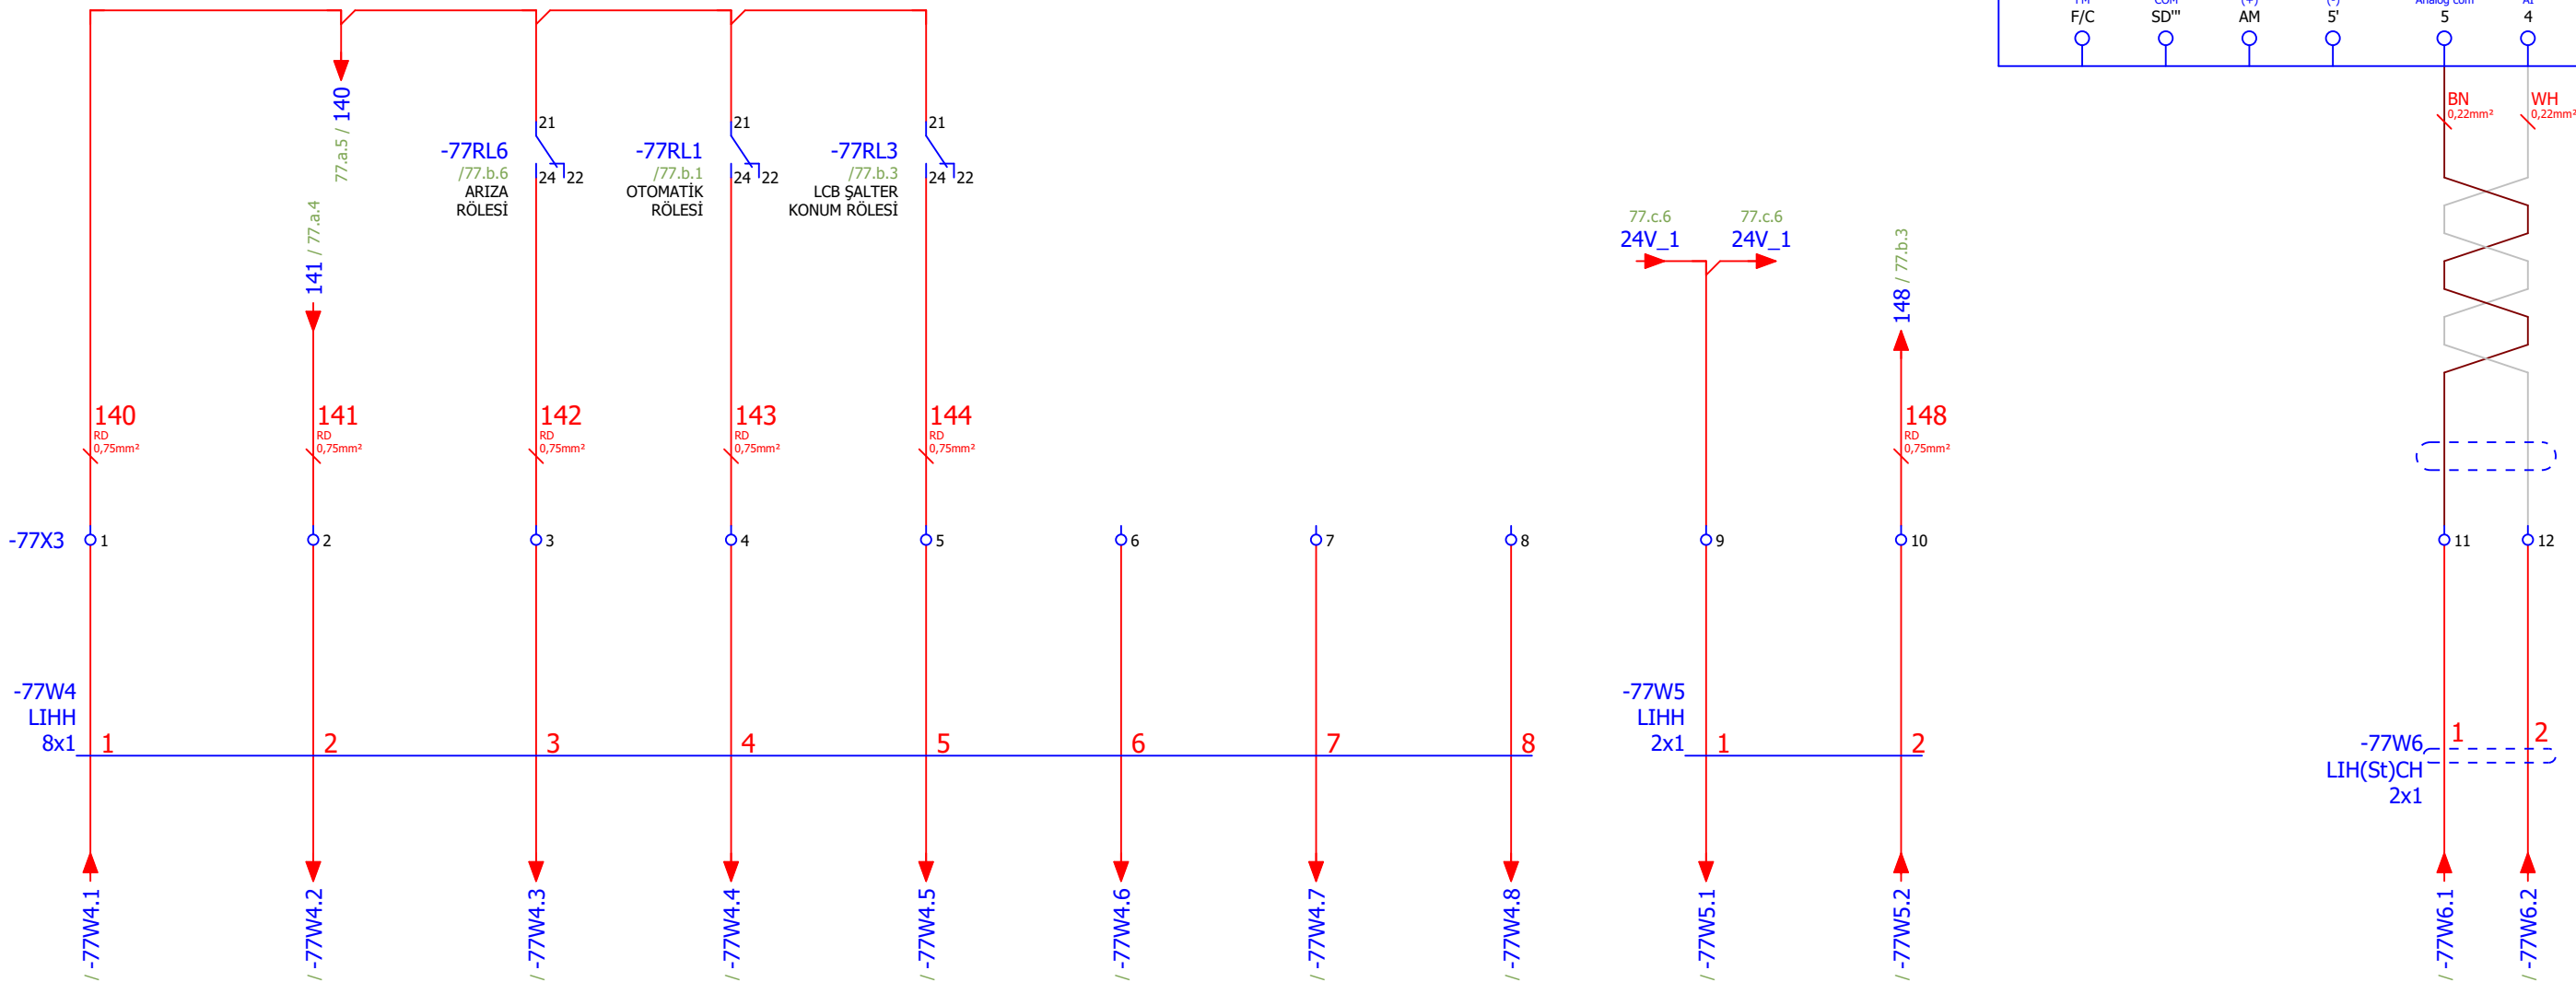 FM COM (+) (-) Analog com AI
F/C SD''' AM 5' 5 4
77.a.5 / 140
141 / 77.a.4
-77RL6
/77.b.6
ARIZA
RÖLESİ
21
24 22
-77RL1
/77.b.1
OTOMATİK
RÖLESİ
21
24 22
-77RL3
/77.b.3
LCB ŞALTER
KONUM RÖLESİ
21
24 22
77.c.6 77.c.6
24V_1 24V_1
148 / 77.b.3
BN
0,22mm²
WH
0,22mm²
140
RD
0,75mm²
141
RD
0,75mm²
142
RD
0,75mm²
143
RD
0,75mm²
144
RD
0,75mm²
148
RD
0,75mm²
-77X3 1 2 3 4 5 6 7 8 9 10 11 12
-77W4
LIHH
8x1 1 2 3 4 5 6 7 8
-77W5
LIHH
2x1 1 2
-77W6 1 2
LIH(St)CH
2x1
/ -77W4.1
/ -77W4.2
/ -77W4.3
/ -77W4.4
/ -77W4.5
/ -77W4.6
/ -77W4.7
/ -77W4.8
/ -77W5.1
/ -77W5.2
/ -77W6.1
/ -77W6.2